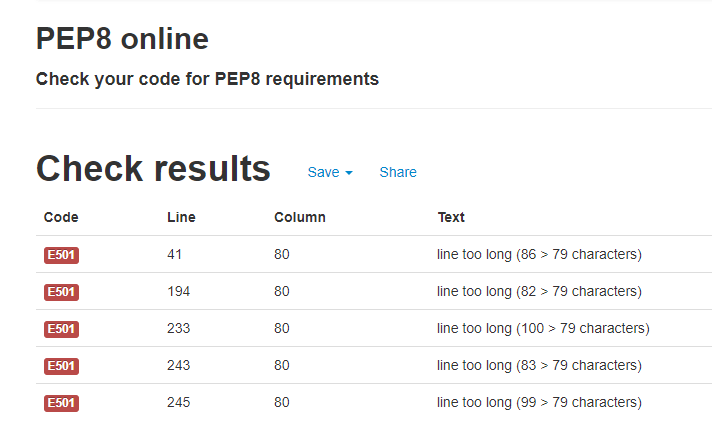 PEP8 online
Check your code for PEP8 requirements
Check results Save Share
Code Line Column Text
E501 41 80 line too long (86 > 79 characters)
E501 194 80 line too long (82 > 79 characters)
E501 233 80 line too long (100 > 79 characters)
E501 243 80 line too long (83 > 79 characters)
E501 245 80 line too long (99 > 79 characters)